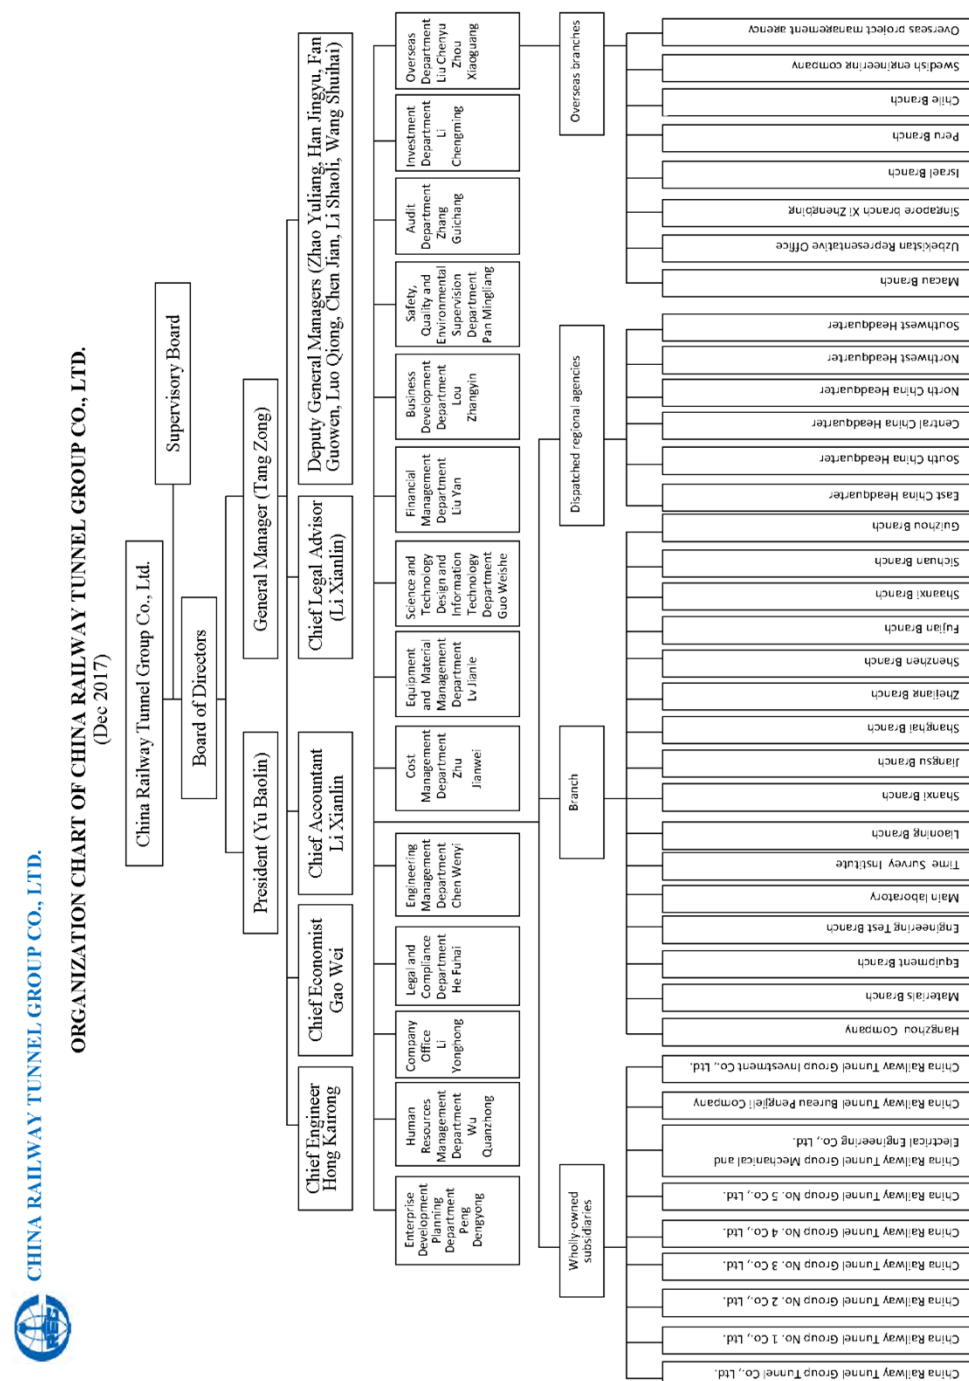 CREC
CHINA RAILWAY TUNNEL GROUP CO., LTD.
ORGANIZATION CHART OF CHINA RAILWAY TUNNEL GROUP CO., LTD.
(Dec 2017)
China Railway Tunnel Group Co., Ltd.
Supervisory Board
Board of Directors
President (Yu Baolin)
General Manager (Tang Zong)
Chief Engineer
Hong Kairong
Chief Economist
Gao Wei
Chief Accountant
Li Xianlin
Chief Legal Advisor
(Li Xianlin)
Deputy General Managers (Zhao Yuliang, Han Jingyu, Fan
Guowen, Luo Qiong, Chen Jian, Li Shaoli, Wang Shuihai)
Enterprise
Development
Planning
Department
Peng
Dengyong
Human
Resources
Management
Department
Wu
Quanzhong
Company
Office
Li
Yonghong
Legal and
Compliance
Department
He Fuhai
Engineering
Management
Department
Chen Wenyi
Cost
Management
Department
Zhu
Jianwei
Equipment
and Material
Management
Department
Lv Jianie
Science and
Technology
Design and
Information
Technology
Department
Guo Weishe
Financial
Management
Department
Liu Yan
Business
Development
Department
Lou
Zhangyin
Safety,
Quality and
Environmental
Supervision
Department
Pan Mingliang
Audit
Department
Zhang
Guichang
Investment
Department
Li
Chengming
Overseas
Department
Liu Chenyu
Zhou
Xiaoguang
Wholly-owned
subsidiaries
Branch
Dispatched regional agencies
Overseas branches
China Railway Tunnel Group Tunnel Co., Ltd.
China Railway Tunnel Group No. 1 Co., Ltd.
China Railway Tunnel Group No. 2 Co., Ltd.
China Railway Tunnel Group No. 3 Co., Ltd.
China Railway Tunnel Group No. 4 Co., Ltd.
China Railway Tunnel Group No. 5 Co., Ltd.
China Railway Tunnel Group Mechanical and
Electrical Engineering Co., Ltd.
China Railway Tunnel Bureau Pengjieli Company
China Railway Tunnel Group Investment Co., Ltd.
Hangzhou Company
Materials Branch
Equipment Branch
Engineering Test Branch
Main laboratory
Time Survey Institute
Liaoning Branch
Shanxi Branch
Jiangsu Branch
Shanghai Branch
Zhejiang Branch
Shenzhen Branch
Fujian Branch
Shaanxi Branch
Sichuan Branch
Guizhou Branch
East China Headquarter
South China Headquarter
Central China Headquarter
North China Headquarter
Northwest Headquarter
Southwest Headquarter
Macau Branch
Uzbekistan Representative Office
Singapore branch Xi Zhengbing
Israel Branch
Peru Branch
Chile Branch
Swedish engineering company
Overseas project management agency